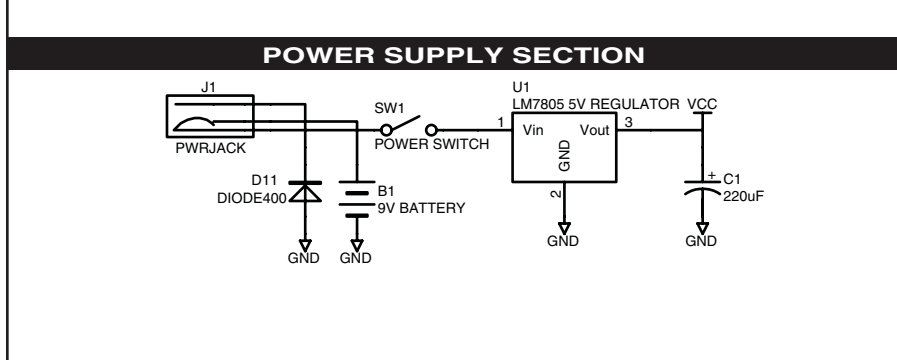 POWER SUPPLY SECTION
J1
PWRJACK
SW1
POWER SWITCH
U1
LM7805 5V REGULATOR
VCC
1
Vin
Vout
3
GND
2
GND
D11
DIODE400
GND
B1
9V BATTERY
GND
+
C1
220uF
GND